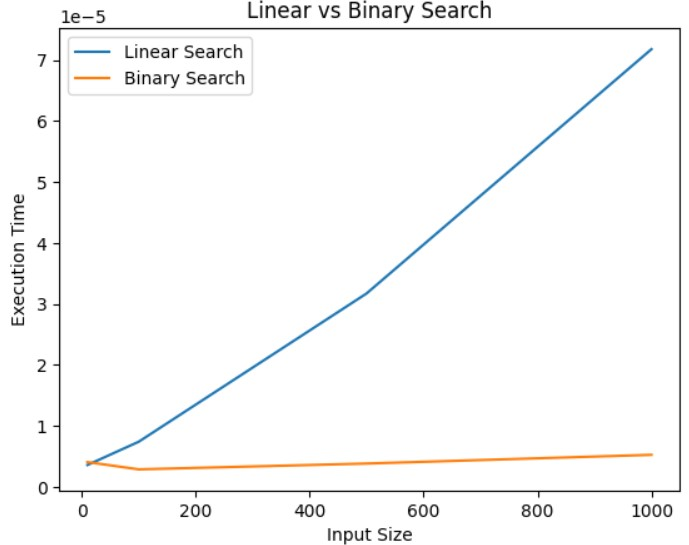 Linear vs Binary Search
1e−5
Linear Search
Binary Search
7
6
5
4
3
2
1
0
Execution Time
0 200 400 600 800 1000
Input Size